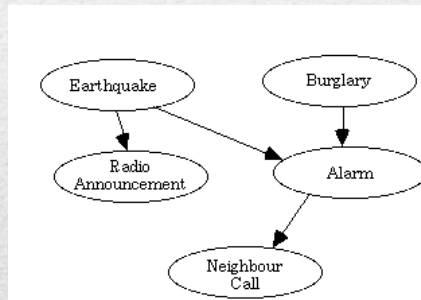 Earthquake
Burglary
Radio
Announcement
Alarm
Neighbour
Call